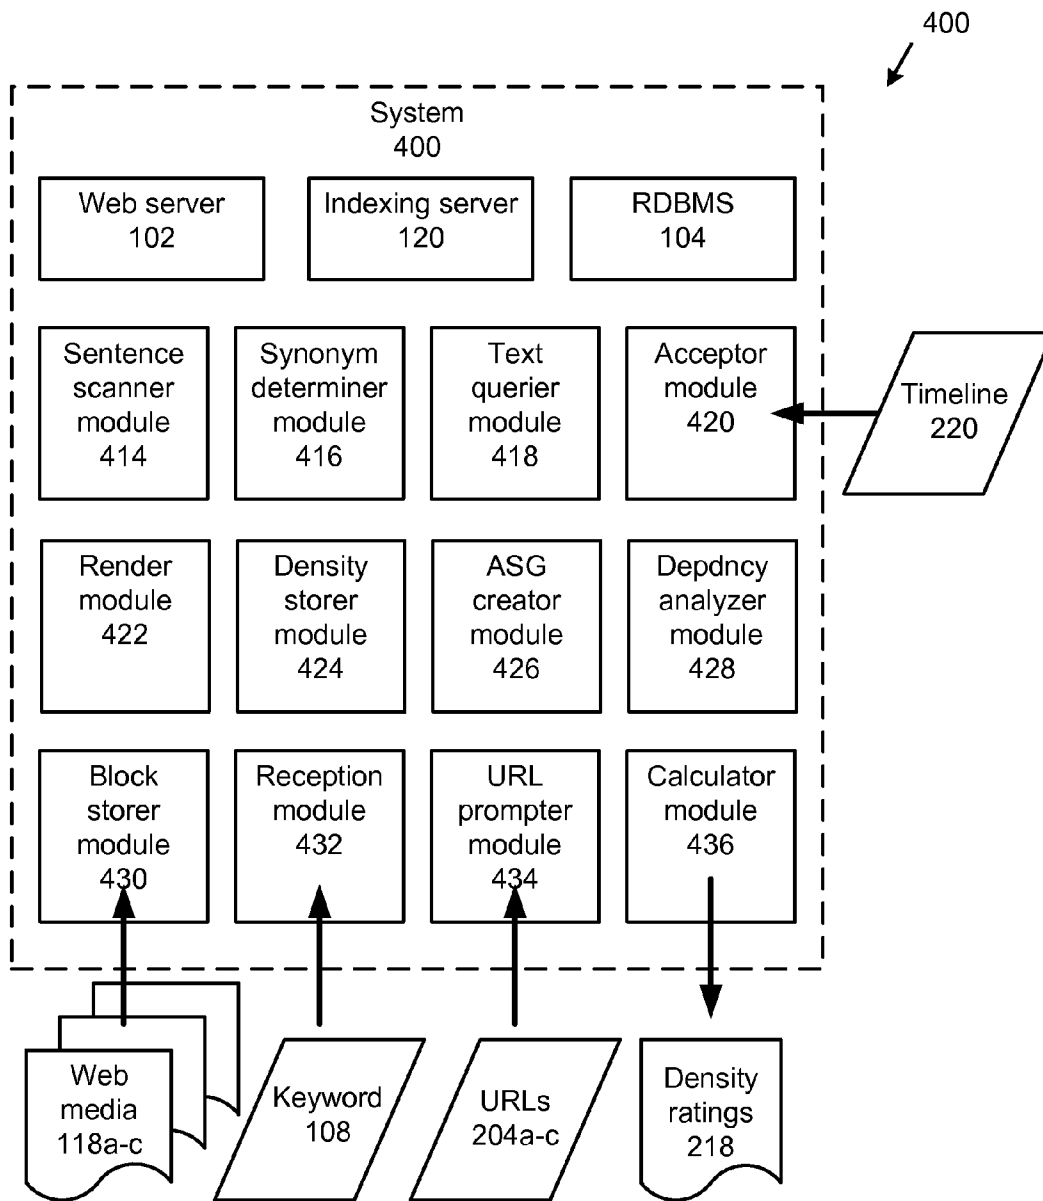 400
System
400
Web server
102
Indexing server
120
RDBMS
104
Sentence
scanner
module
414
Synonym
determiner
module
416
Text
querier
module
418
Acceptor
module
420
Timeline
220
Render
module
422
Density
storer
module
424
ASG
creator
module
426
Depdncy
analyzer
module
428
Block
storer
module
430
Reception
module
432
URL
prompter
module
434
Calculator
module
436
Web
media
118a-c
Keyword
108
URLs
204a-c
Density
ratings
218